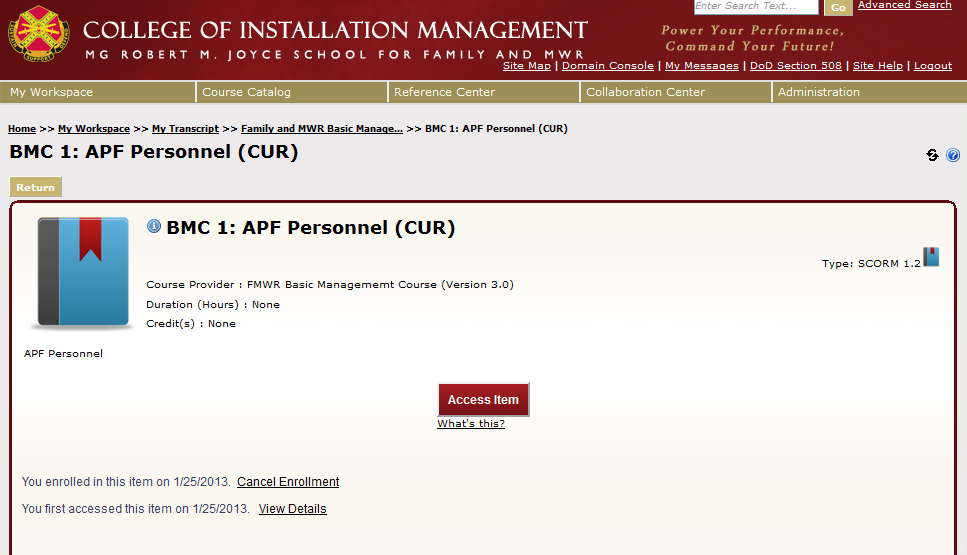 Enter Search Text... Go Advanced Search
COLLEGE OF INSTALLATION MANAGEMENT
MG ROBERT M. JOYCE SCHOOL FOR FAMILY AND MWR
Power Your Performance,
Command Your Future!
Site Map | Domain Console | My Messages | DoD Section 508 | Site Help | Logout
My Workspace Course Catalog Reference Center Collaboration Center Administration
Home >> My Workspace >> My Transcript >> Family and MWR Basic Manage... >> BMC 1: APF Personnel (CUR)
BMC 1: APF Personnel (CUR)
Return
BMC 1: APF Personnel (CUR)
Type: SCORM 1.2
Course Provider : FMWR Basic Managememt Course (Version 3.0)
Duration (Hours) : None
Credit(s) : None
APF Personnel
Access Item
What's this?
You enrolled in this item on 1/25/2013. Cancel Enrollment
You first accessed this item on 1/25/2013. View Details